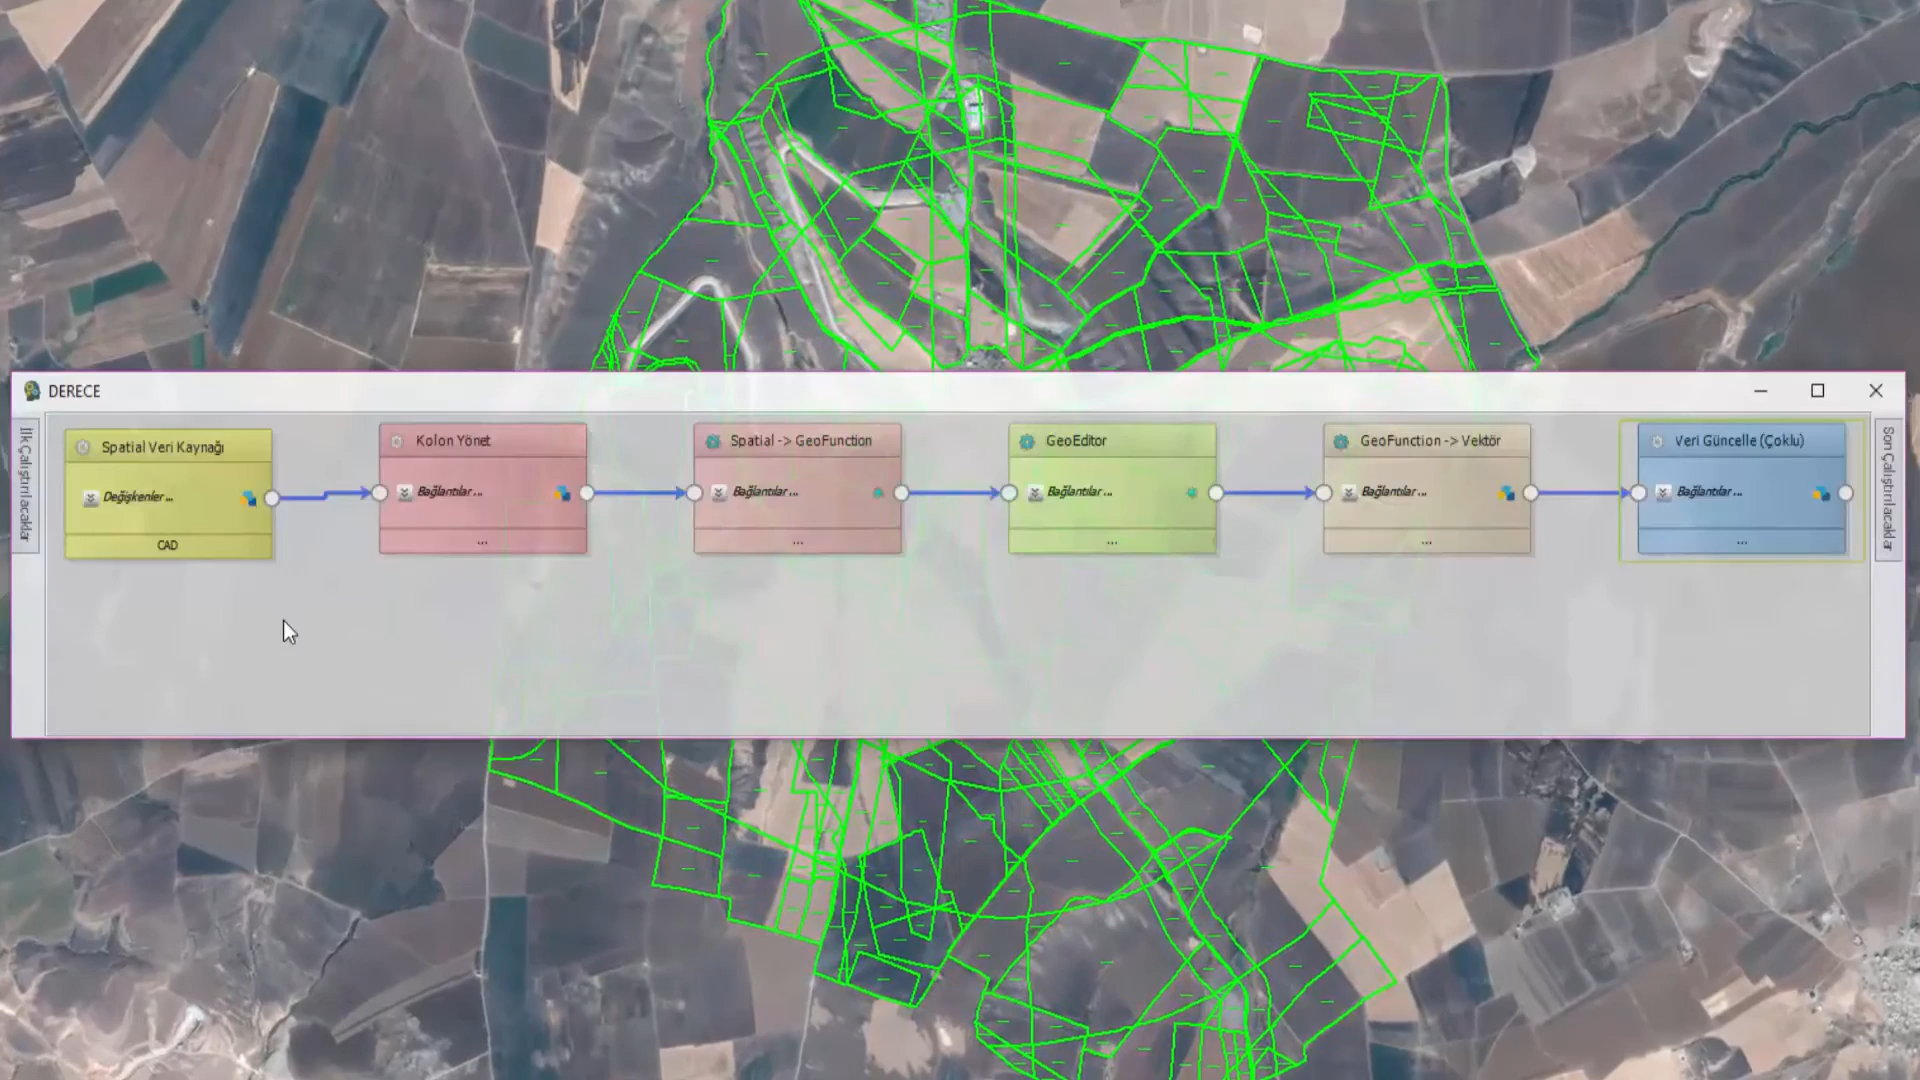 DERECE
İlk Çalıştırılacaklar
Spatial Veri Kaynağı
Değişkenler ...
CAD
Kolon Yönet
Bağlantılar ...
...
Spatial -> GeoFunction
Bağlantılar ...
...
GeoEditor
Bağlantılar ...
...
GeoFunction -> Vektör
Bağlantılar ...
...
Veri Güncelle (Çoklu)
Bağlantılar ...
...
Son Çalıştırılacaklar